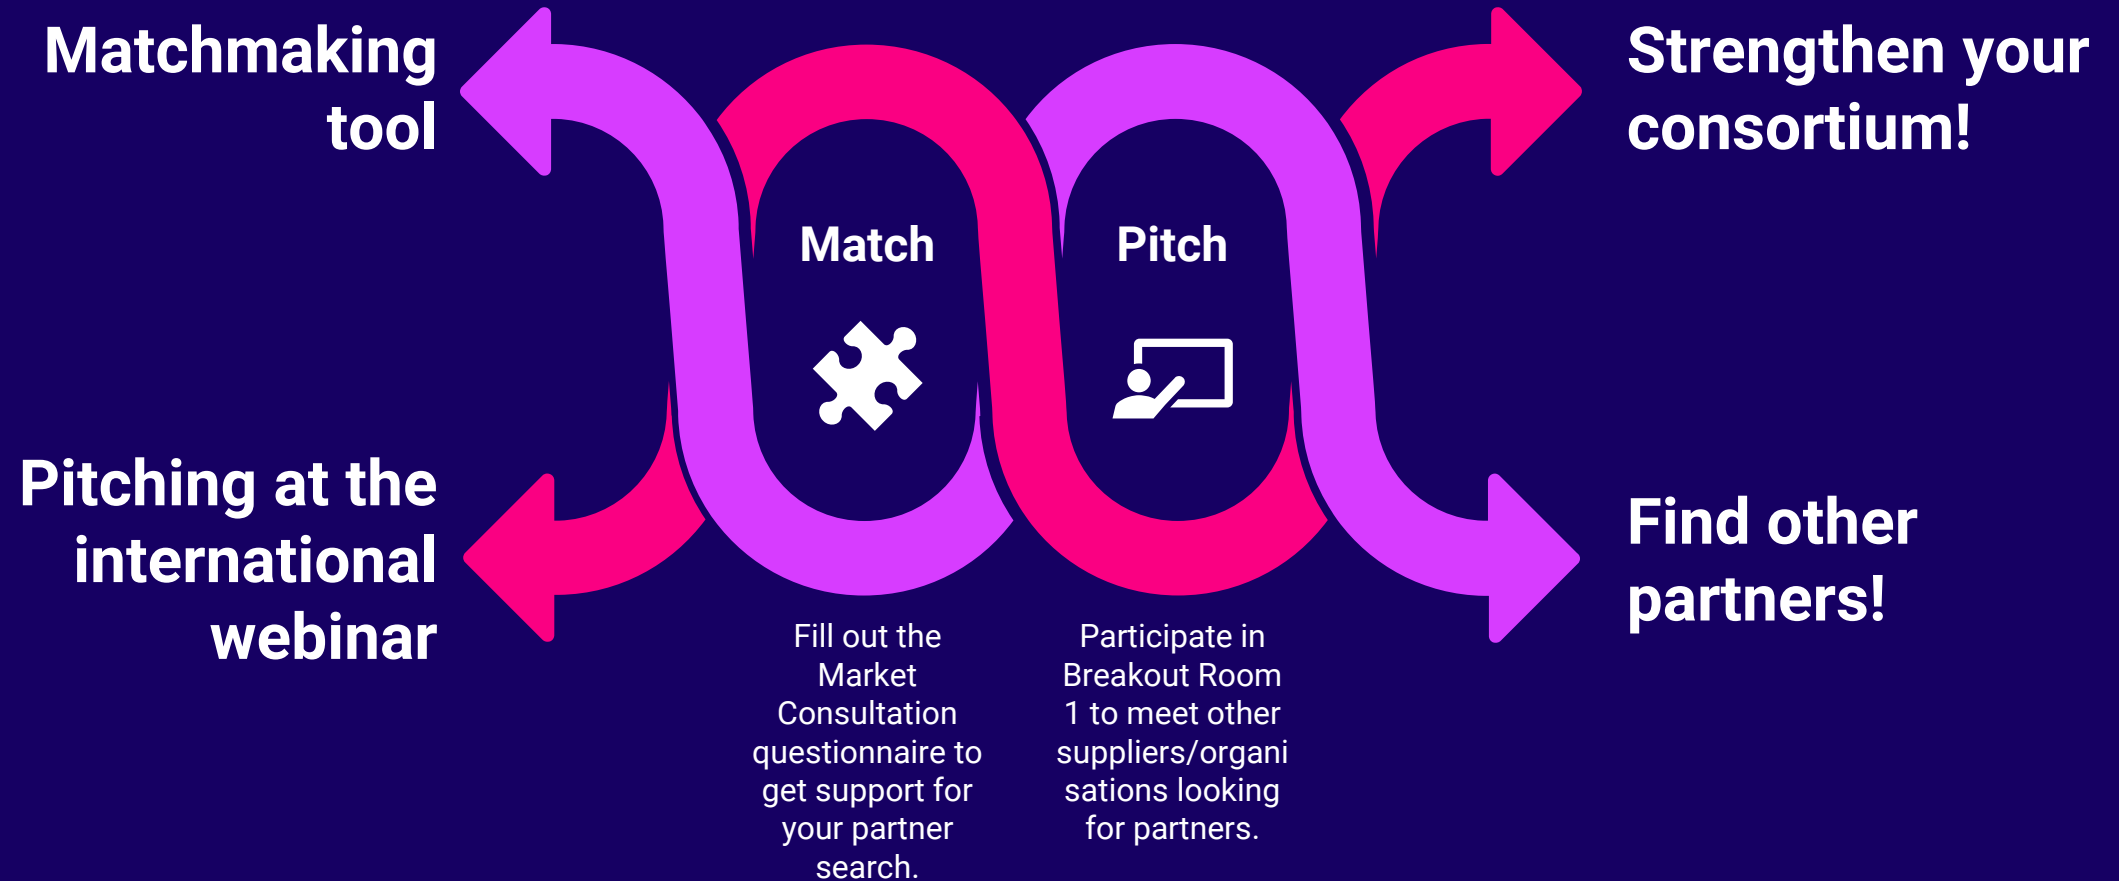 Matchmaking
tool
Pitching at the
international
webinar
Match
Fill out the
Market
Consultation
questionnaire to
get support for
your partner
search.
Pitch
Participate in
Breakout Room
1 to meet other
suppliers/organi
sations looking
for partners.
Strengthen your
consortium!
Find other
partners!